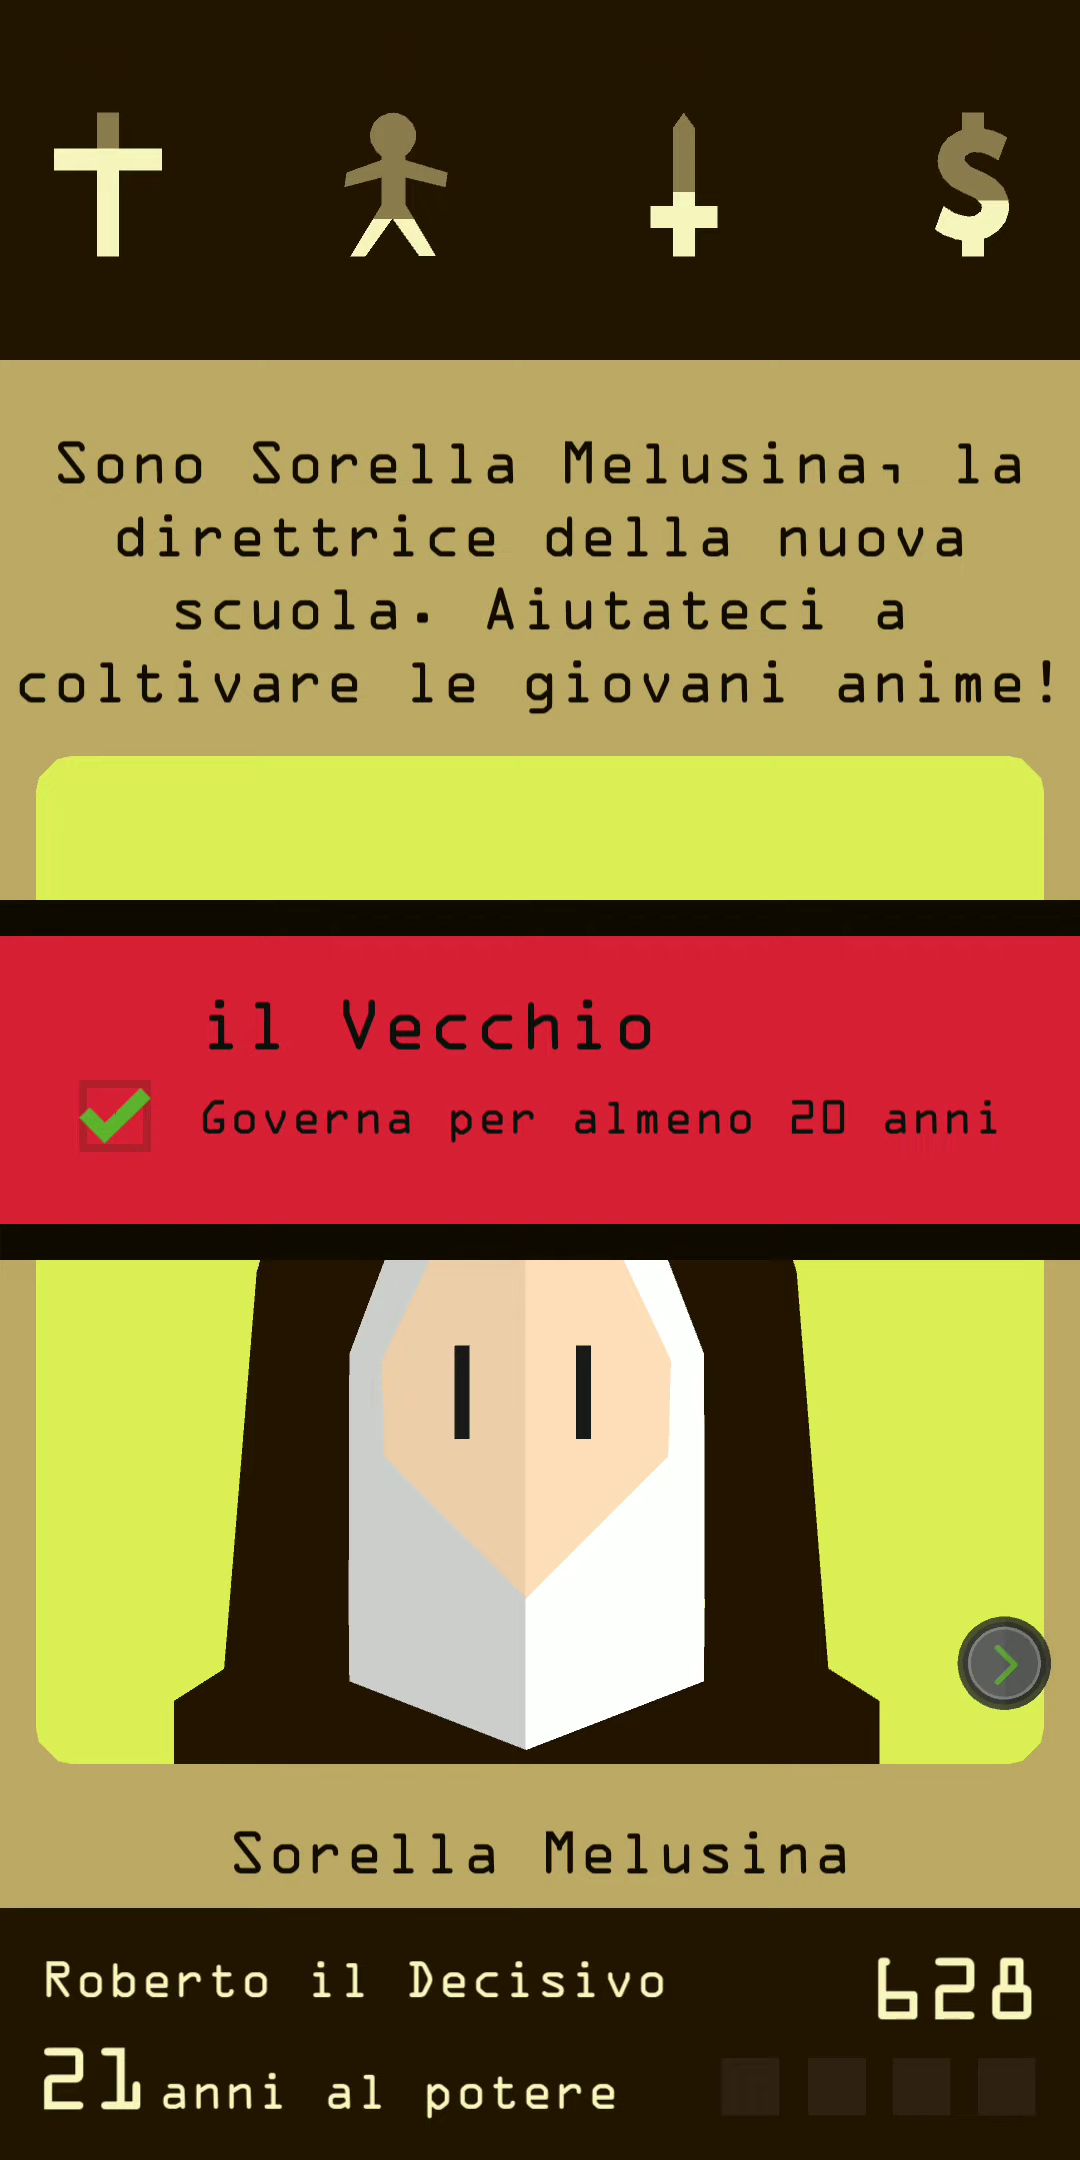 Sono Sorella Melusina, la
direttrice della nuova
scuola. Aiutateci a
coltivare le giovani anime!
il Vecchio
Governa per almeno 20 anni
Sorella Melusina
Roberto il Decisivo
628
21 anni al potere